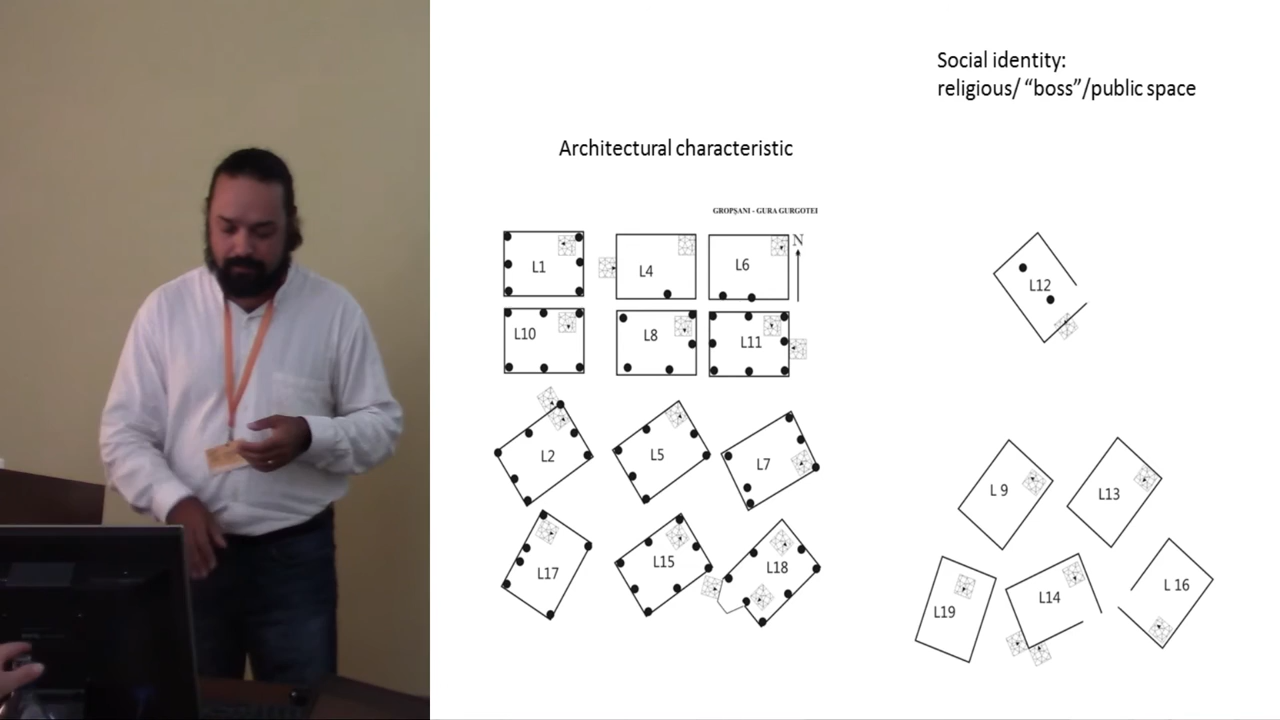 Social identity:
religious/ “boss”/public space
Architectural characteristic
GROPŞANI - GURA GURGOTEI
N
L1
L4
L6
L10
L8
L11
L2
L5
L7
L17
L15
L18
L12
L 9
L13
L19
L14
L 16